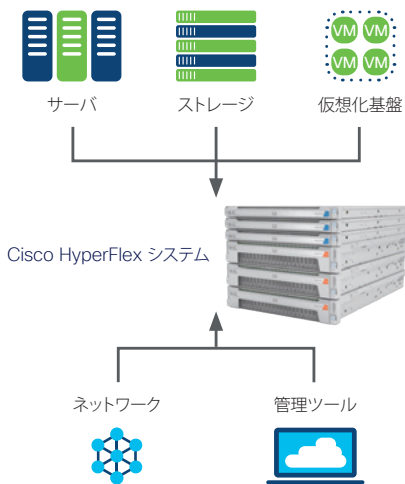 サーバ
ストレージ
仮想化基盤
VM VM
VM VM
Cisco HyperFlex システム
ネットワーク
管理ツール